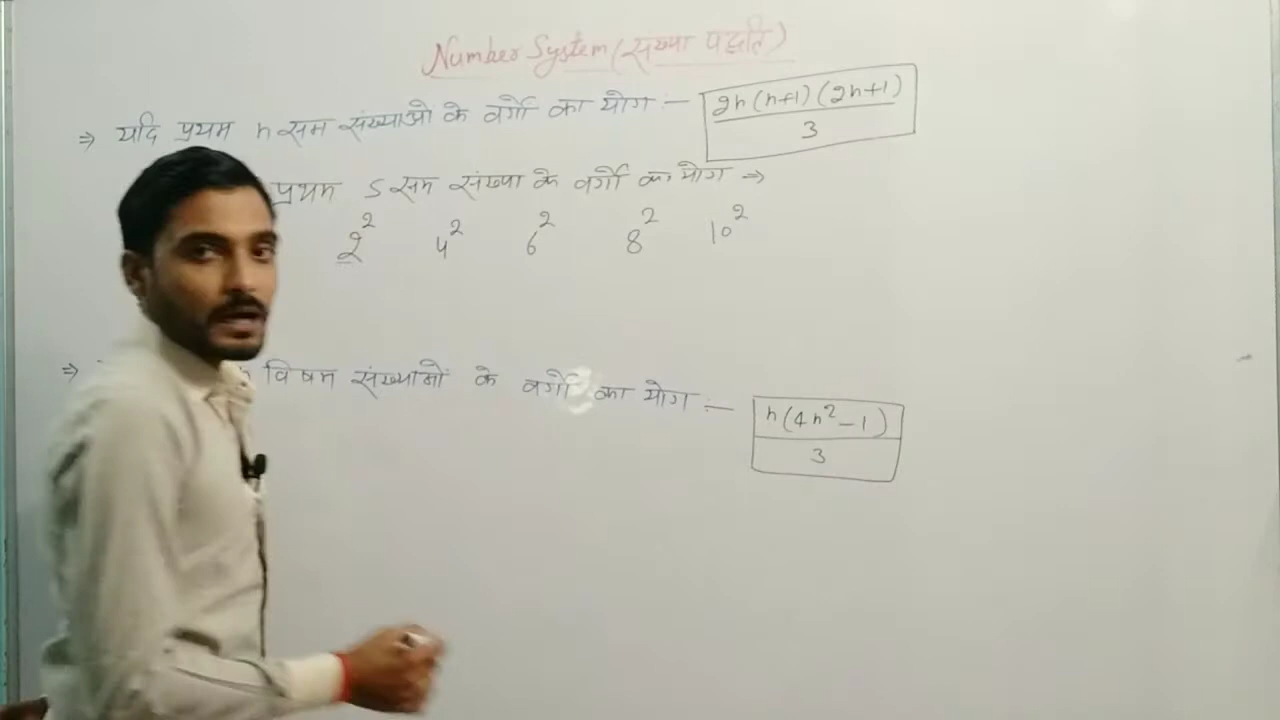 Number System (संख्या पद्धति)
⇒ यदि प्रथम n सम संख्याओ के वर्गों का योग :- 2n(n+1)(2n+1)/3
प्रथम 5 सम संख्या के वर्गों का योग ⇒
2² 4² 6² 8² 10²
⇒ विषम संख्याओं के वर्गों का योग :- n(4n²-1)/3